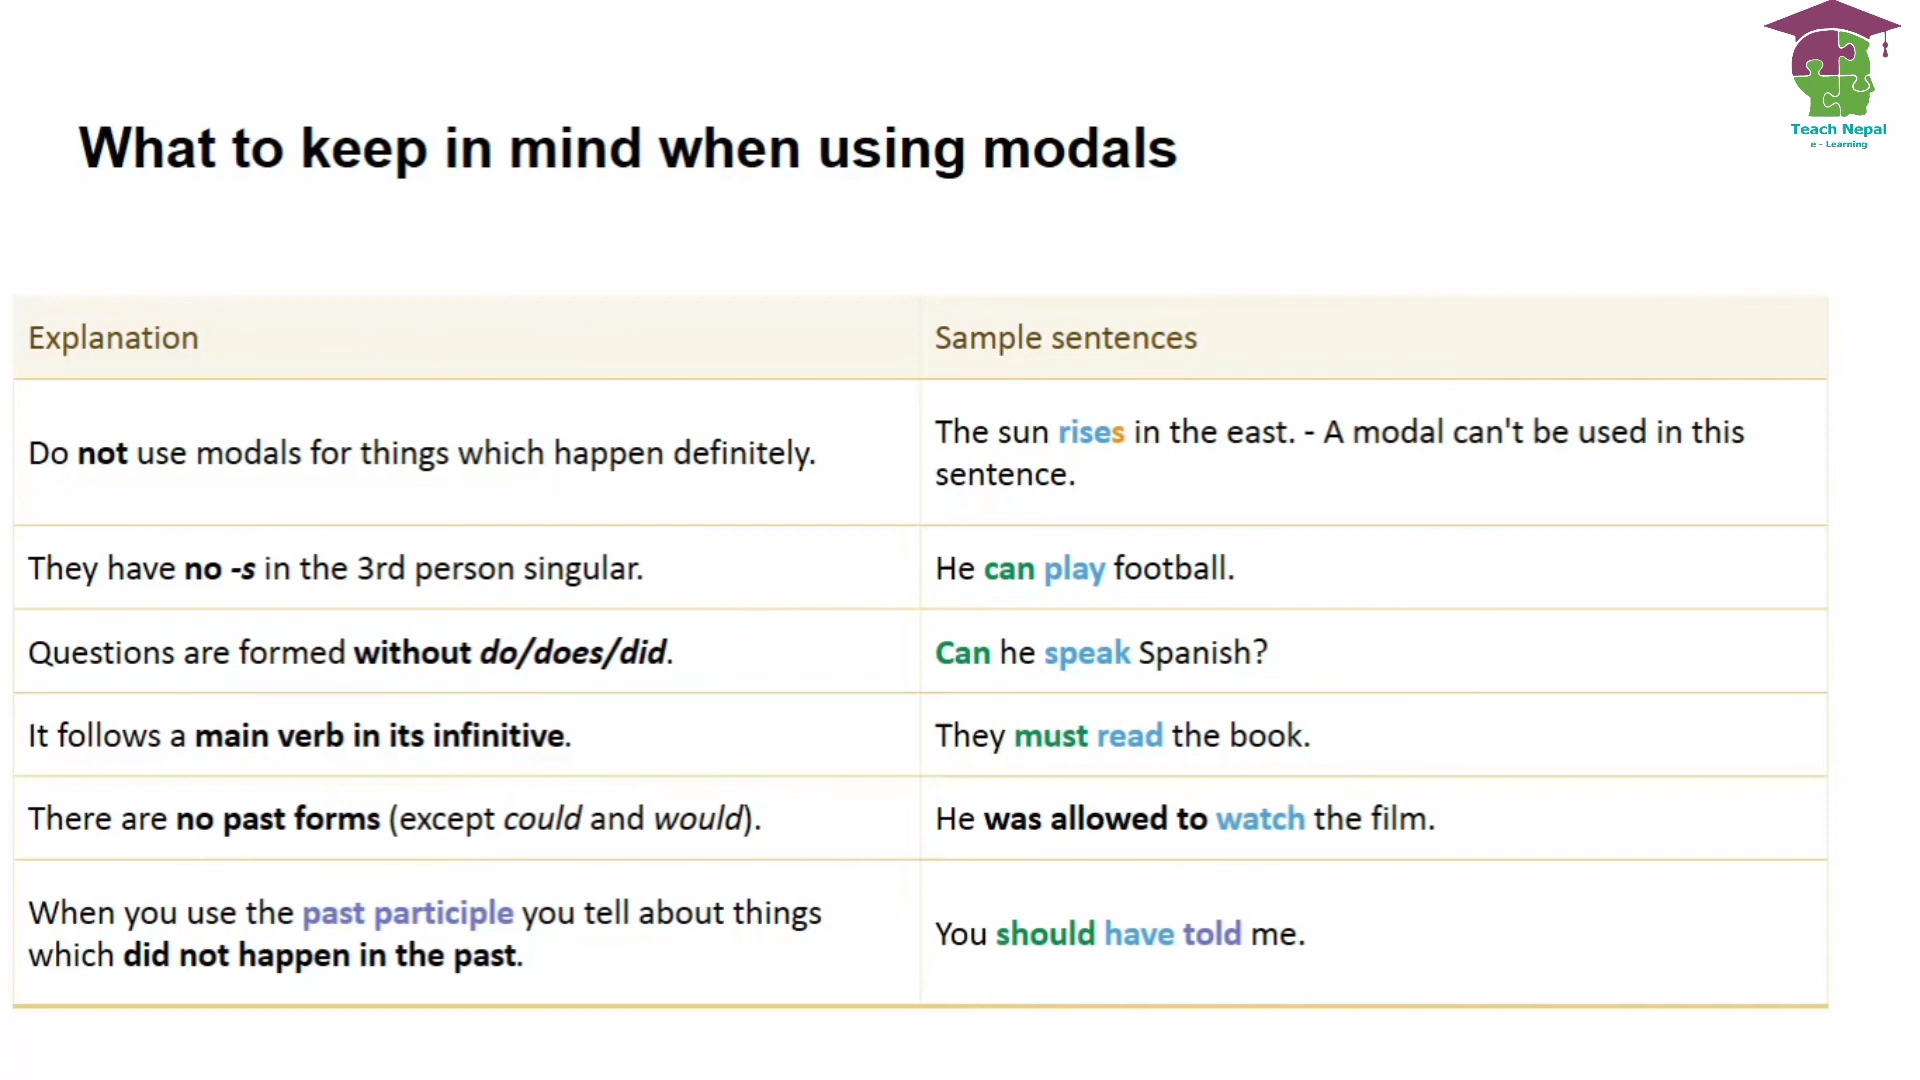 Teach Nepal
e - Learning
What to keep in mind when using modals
Explanation
Sample sentences
Do not use modals for things which happen definitely.
The sun rises in the east. - A modal can't be used in this
sentence.
They have no -s in the 3rd person singular.
He can play football.
Questions are formed without do/does/did.
Can he speak Spanish?
It follows a main verb in its infinitive.
They must read the book.
There are no past forms (except could and would).
He was allowed to watch the film.
When you use the past participle you tell about things
which did not happen in the past.
You should have told me.